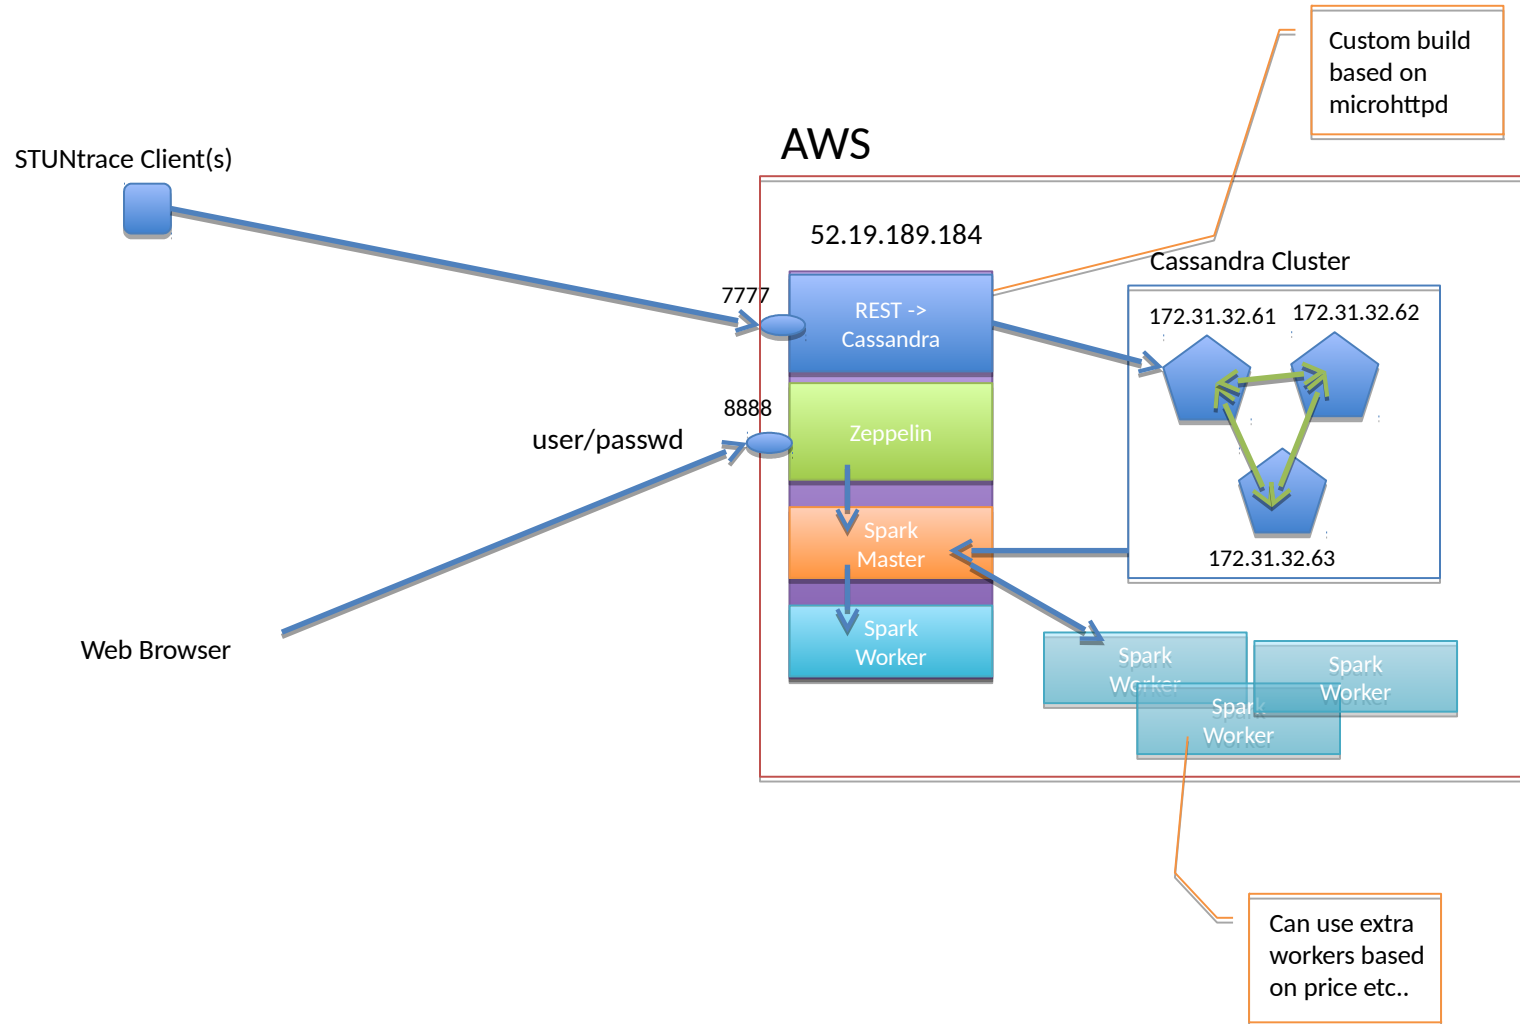 Custom build
based on
microhttpd
AWS
STUNtrace Client(s)
52.19.189.184
Cassandra Cluster
7777
REST ->
Cassandra
172.31.32.61
172.31.32.62
8888
user/passwd
Zeppelin
Spark
Master
172.31.32.63
Web Browser
Spark
Worker
Spark
Worker
Spark
Worker
Spark
Worker
Can use extra
workers based
on price etc..